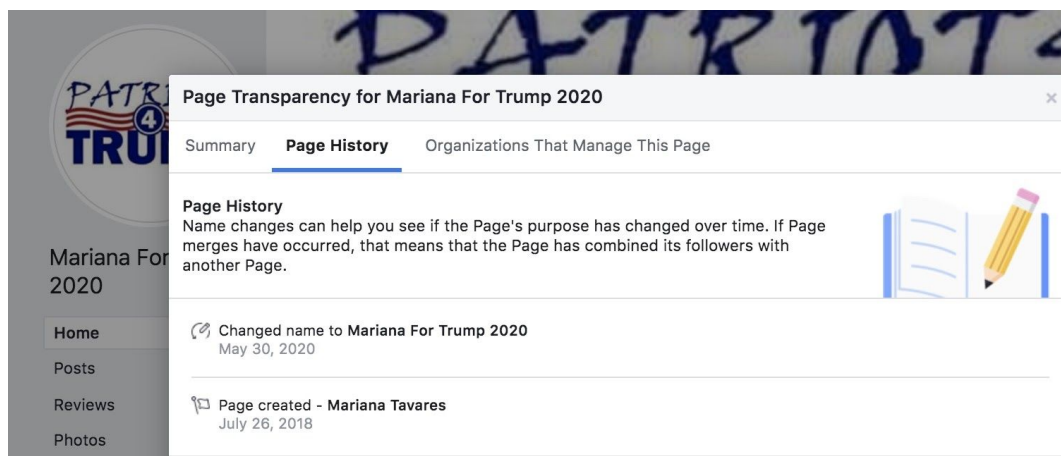 PATRIOTS
PATRI
4
TRU
Page Transparency for Mariana For Trump 2020
×
Summary Page History Organizations That Manage This Page
Page History
Name changes can help you see if the Page's purpose has changed over time. If Page
merges have occurred, that means that the Page has combined its followers with
another Page.
Mariana For
2020
Changed name to Mariana For Trump 2020
May 30, 2020
Page created - Mariana Tavares
July 26, 2018
Home
Posts
Reviews
Photos